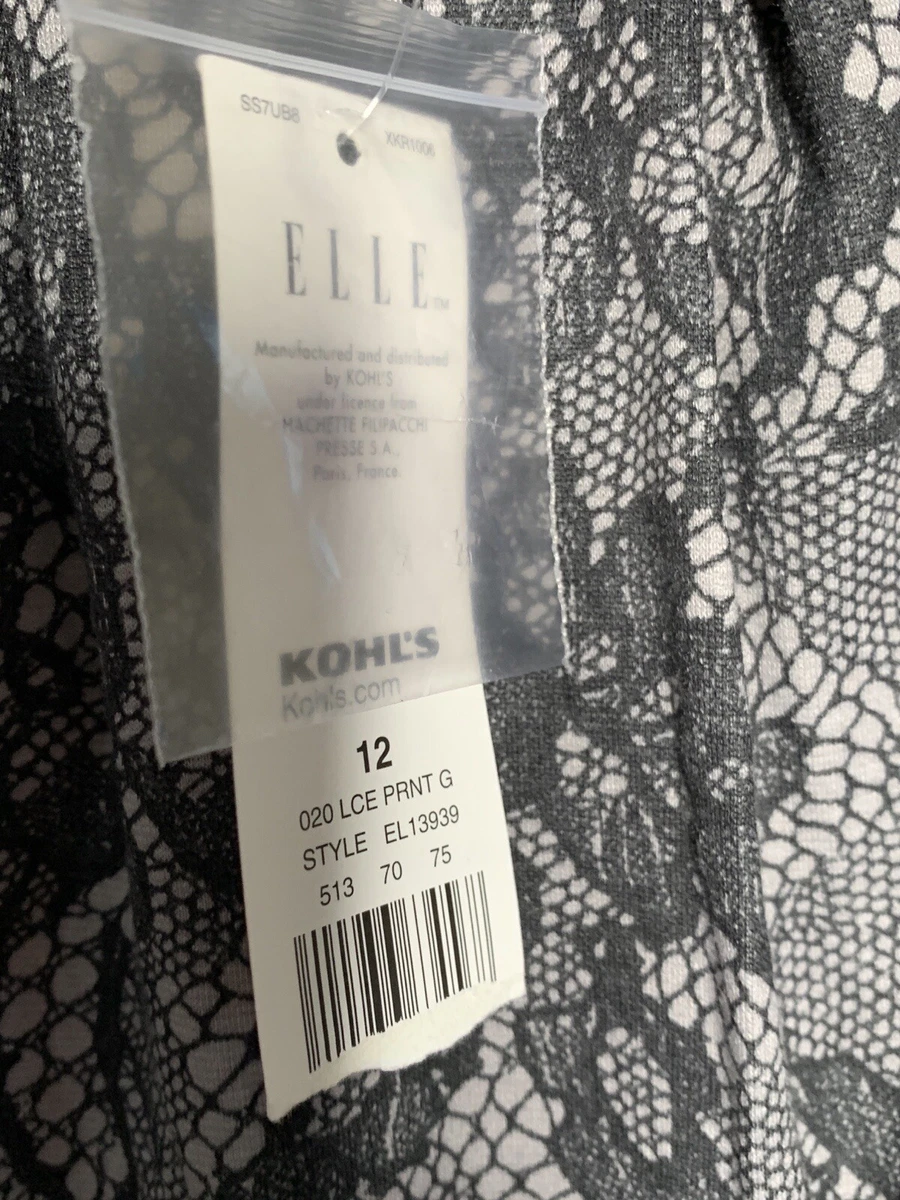 SS7UB8
XKR1006
ELLE™
Manufactured and distributed
by KOHL'S
under licence from
HACHETTE FILIPACCHI
PRESSE S.A.,
Paris, France.
KOHL'S
Kohls.com
12
020 LCE PRNT G
STYLE EL13939
513 70 75